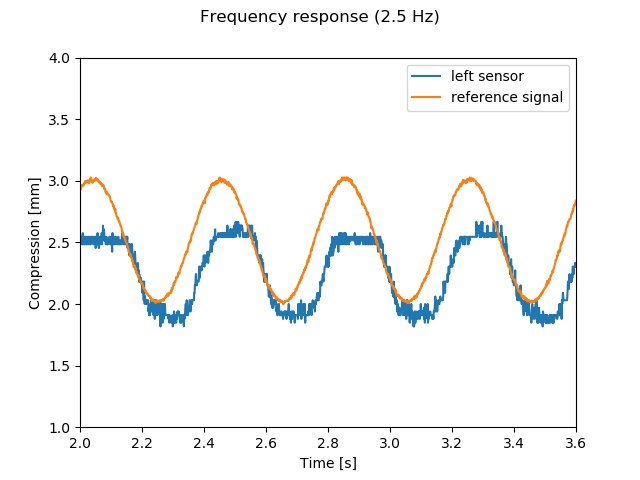 Frequency response (2.5 Hz)
4.0
3.5
3.0
2.5
2.0
1.5
1.0
Compression [mm]
left sensor
reference signal
2.0 2.2 2.4 2.6 2.8 3.0 3.2 3.4 3.6
Time [s]